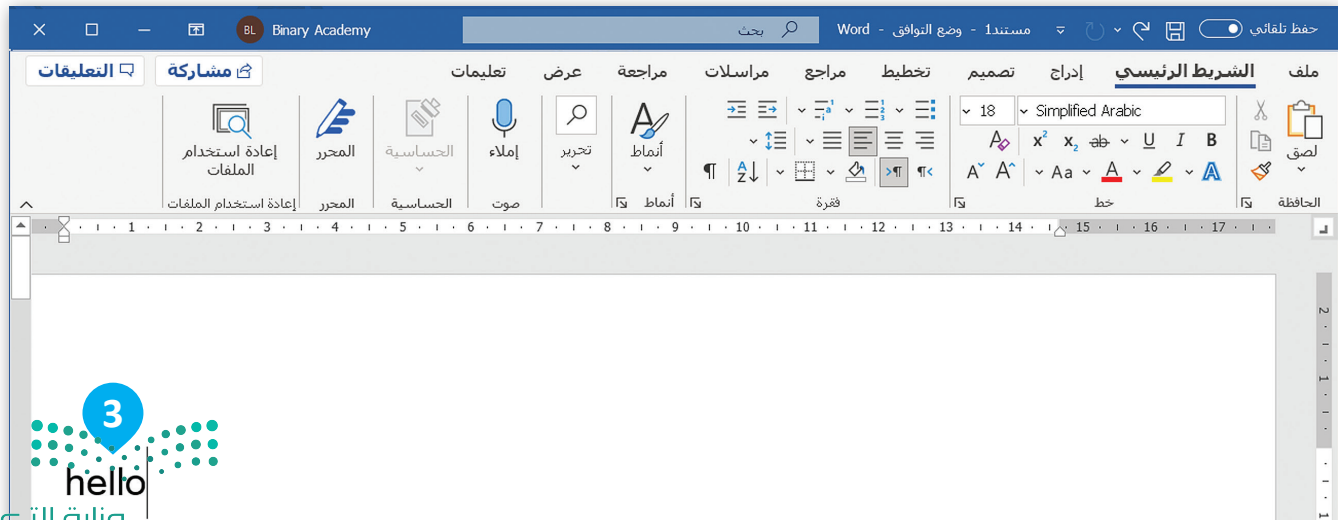 حفظ تلقائي مستند1 - وضع التوافق - Word بحث Binary Academy BL
ملف الشريط الرئيسي إدراج تصميم تخطيط مراجع مراسلات مراجعة عرض تعليمات مشاركة التعليقات
Simplified Arabic 18
لصق B I U ab x₂ x² أنماط تحرير إملاء الحساسية المحرر إعادة استخدام الملفات
A A Aa A A
الحافظة خط فقرة أنماط صوت الحساسية المحرر إعادة استخدام الملفات
1 2 3 4 5 6 7 8 9 10 11 12 13 14 15 16 17
2
1
1
3
hello